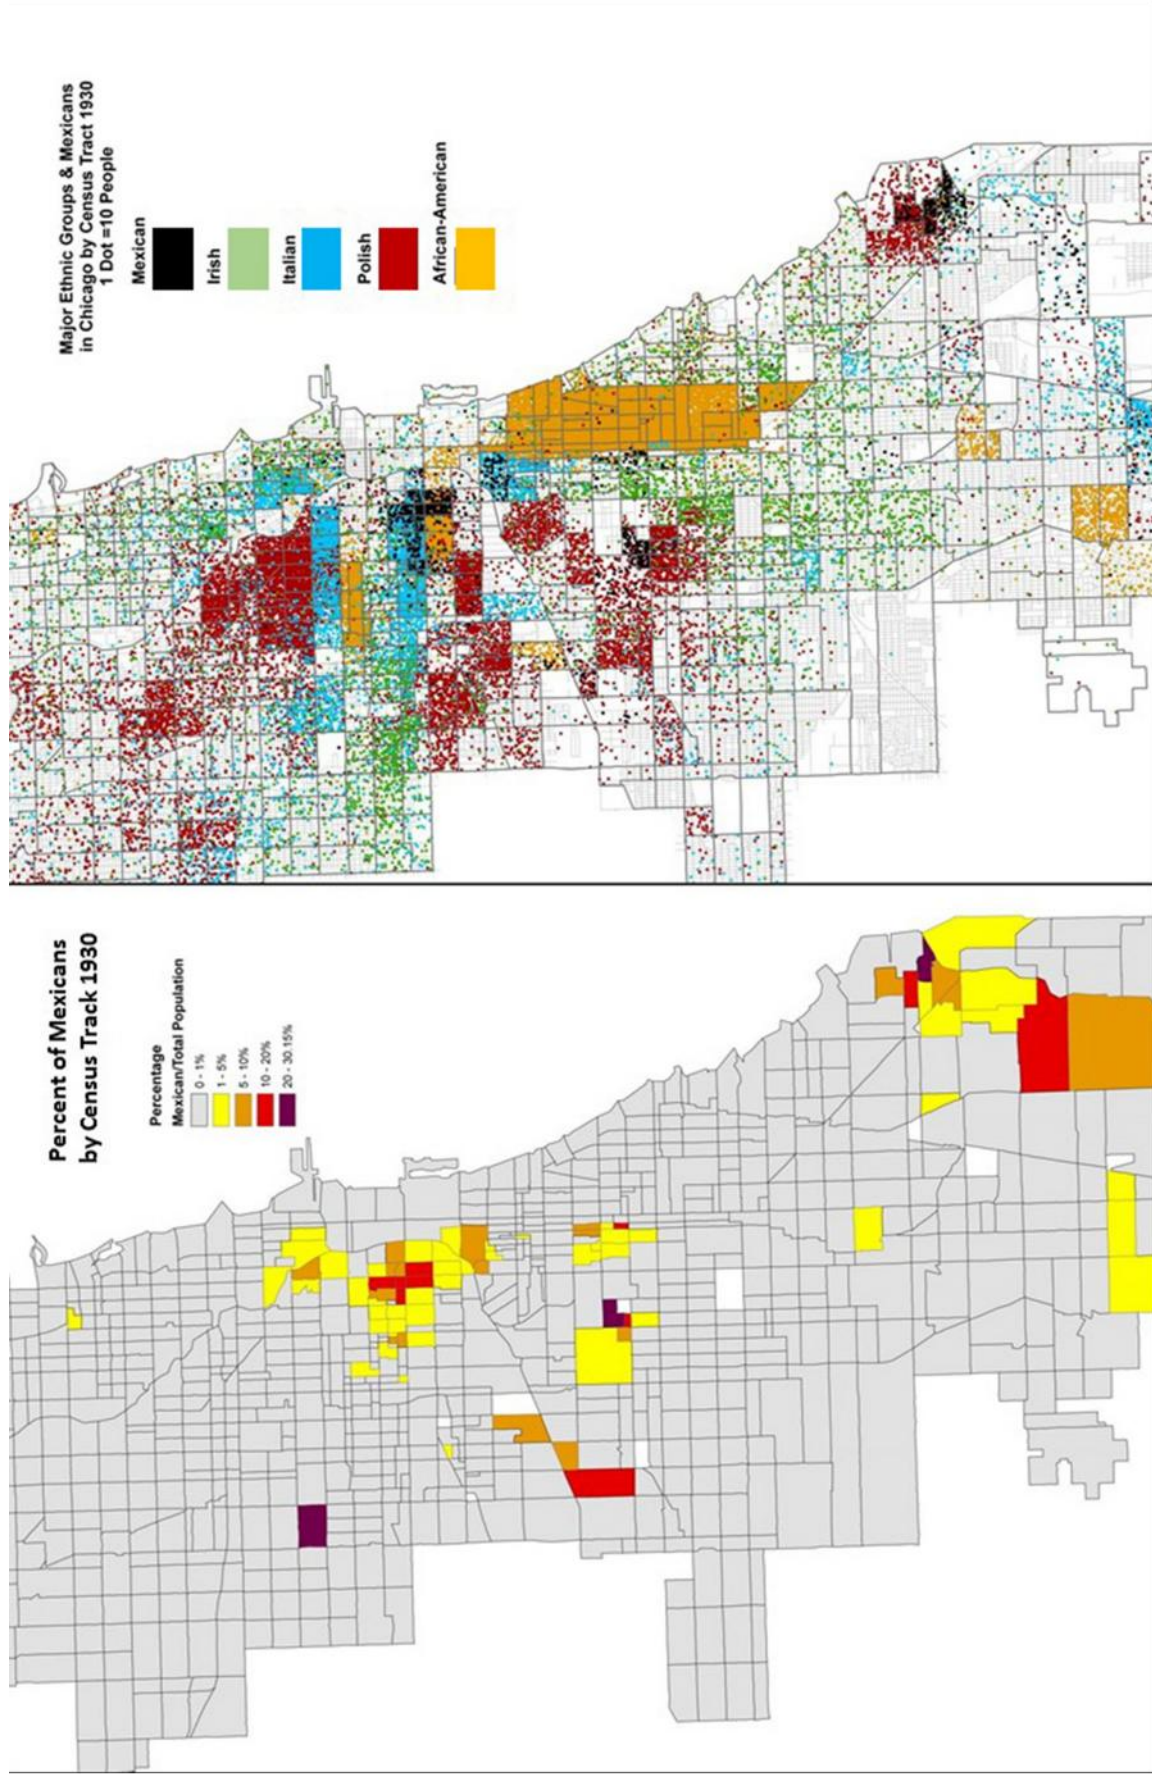 Major Ethnic Groups & Mexicans
in Chicago by Census Tract 1930
1 Dot =10 People
Mexican
Irish
Italian
Polish
African-American
Percent of Mexicans
by Census Track 1930
Percentage
Mexican/Total Population
0 - 1%
1 - 5%
5 - 10%
10 - 20%
20 - 30.15%